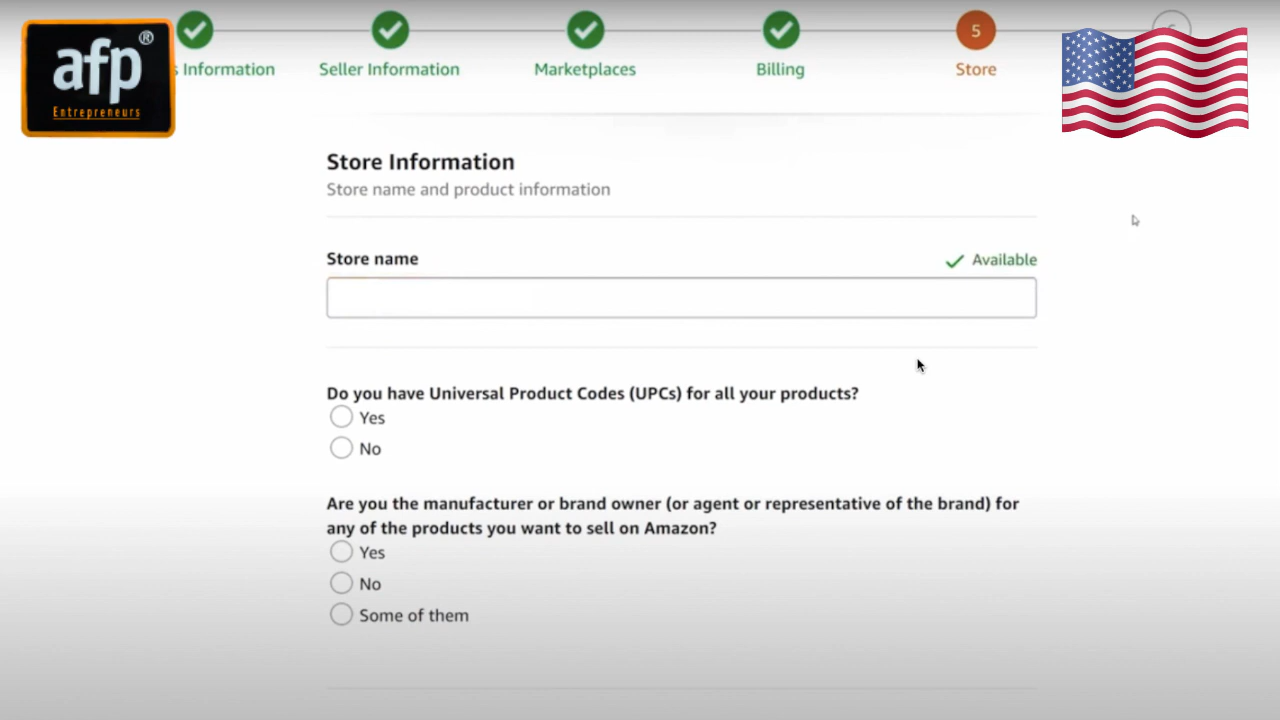 afp®
Entrepreneurs
s Information
Seller Information
Marketplaces
Billing
5
Store
Store Information
Store name and product information
Store name
Available
Do you have Universal Product Codes (UPCs) for all your products?
Yes
No
Are you the manufacturer or brand owner (or agent or representative of the brand) for
any of the products you want to sell on Amazon?
Yes
No
Some of them